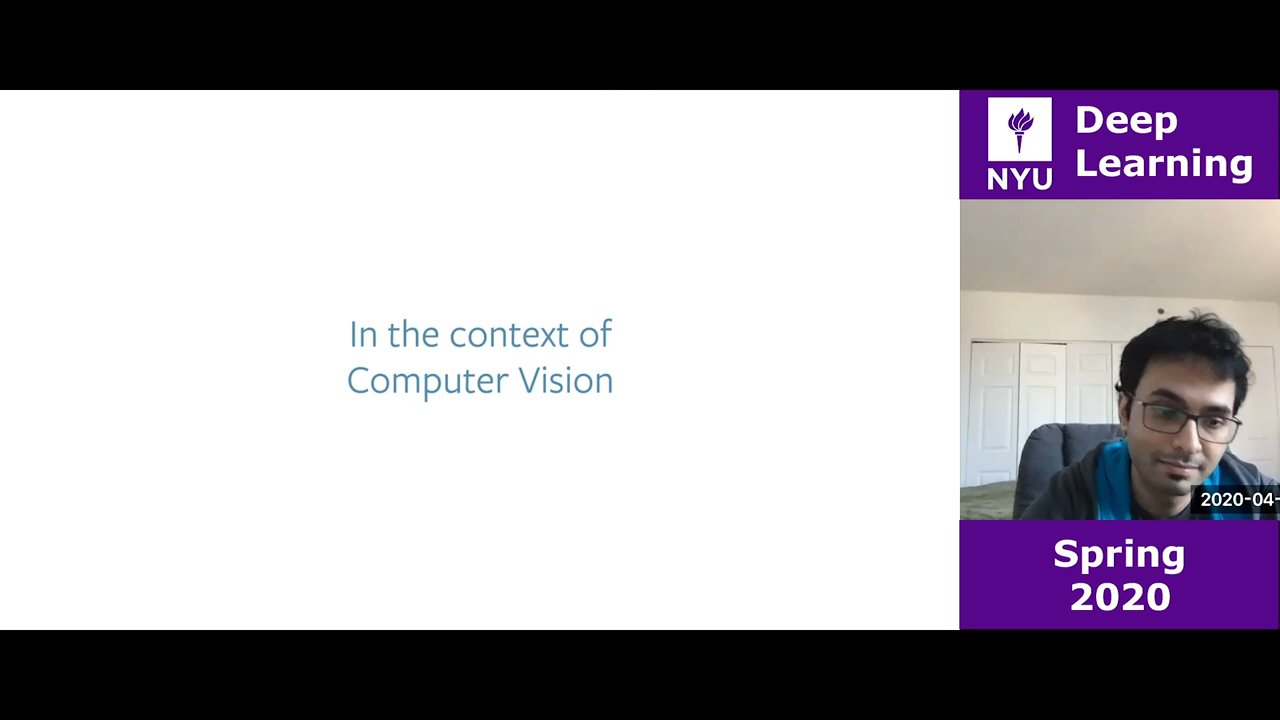 In the context of
Computer Vision
NYU
Deep
Learning
2020-04-
Spring
2020